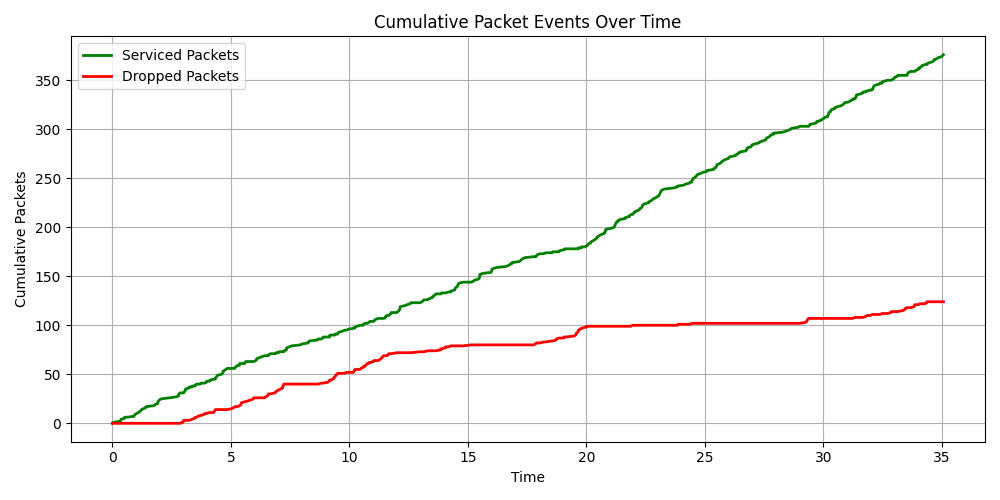 Cumulative Packet Events Over Time
Serviced Packets
Dropped Packets
Cumulative Packets
350
300
250
200
150
100
50
0
0 5 10 15 20 25 30 35
Time